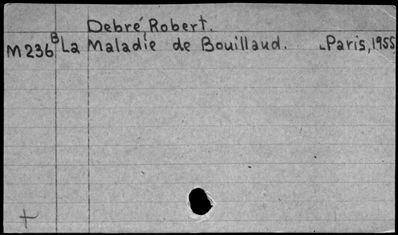 Debré Robert.
M236B La Maladie de Bouillaud. Paris, 1955